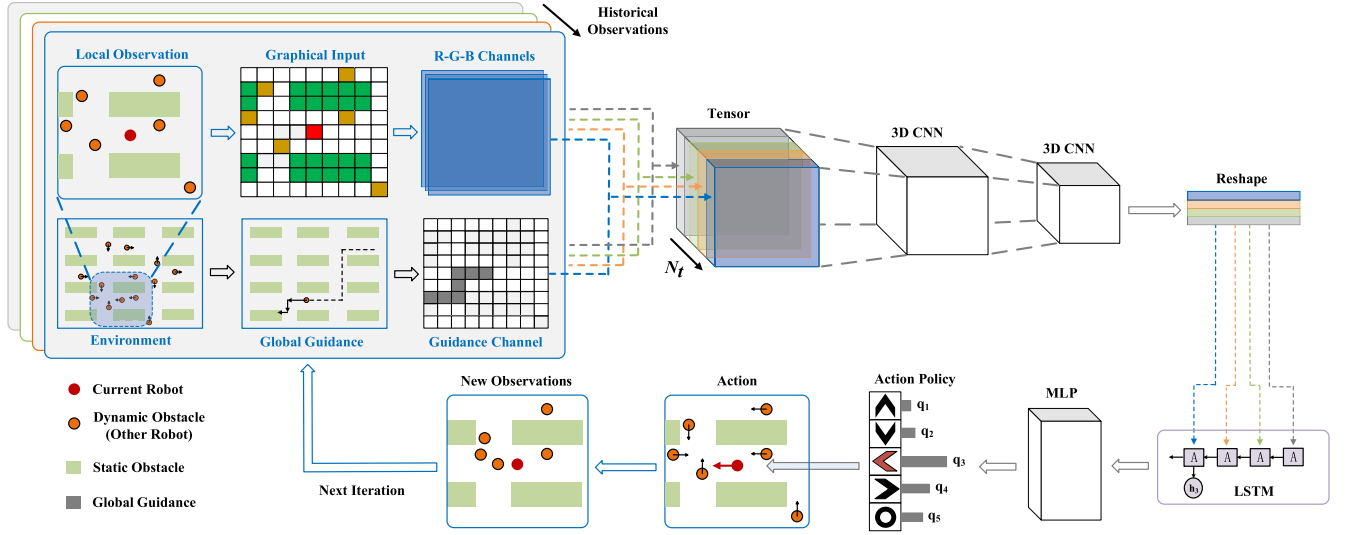 Historical
Observations
Local Observation
Graphical Input
R-G-B Channels
Environment
Global Guidance
Guidance Channel
Tensor
N_t
3D CNN
3D CNN
Reshape
Current Robot
Dynamic Obstacle
(Other Robot)
Static Obstacle
Global Guidance
Next Iteration
New Observations
Action
Action Policy
q1
q2
q3
q4
q5
MLP
A
A
A
A
h3
LSTM